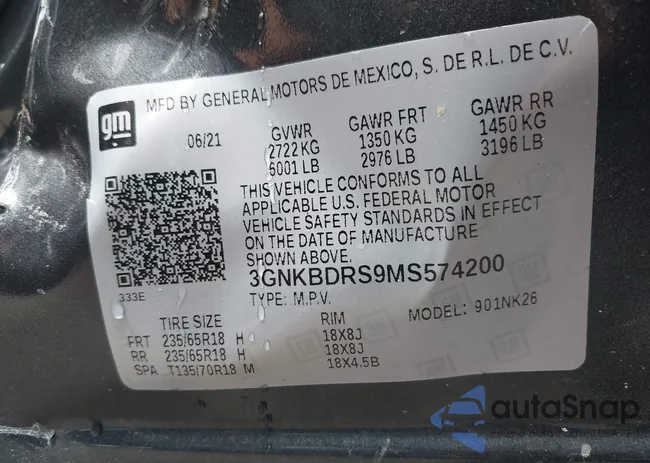 gm
MFD BY GENERAL MOTORS DE MEXICO, S. DE R.L. DE C.V.
06/21 GVWR GAWR FRT GAWR RR
2722 KG 1350 KG 1450 KG
6001 LB 2976 LB 3196 LB
THIS VEHICLE CONFORMS TO ALL
APPLICABLE U.S. FEDERAL MOTOR
VEHICLE SAFETY STANDARDS IN EFFECT
ON THE DATE OF MANUFACTURE
SHOWN ABOVE.
333E 3GNKBDRS9MS574200
TYPE: M.P.V. MODEL: 901NK26
TIRE SIZE RIM
FRT 235/65R18 H 18X8J
RR 235/65R18 H 18X8J
SPA T135/70R18 M 18X4.5B
autoSnap